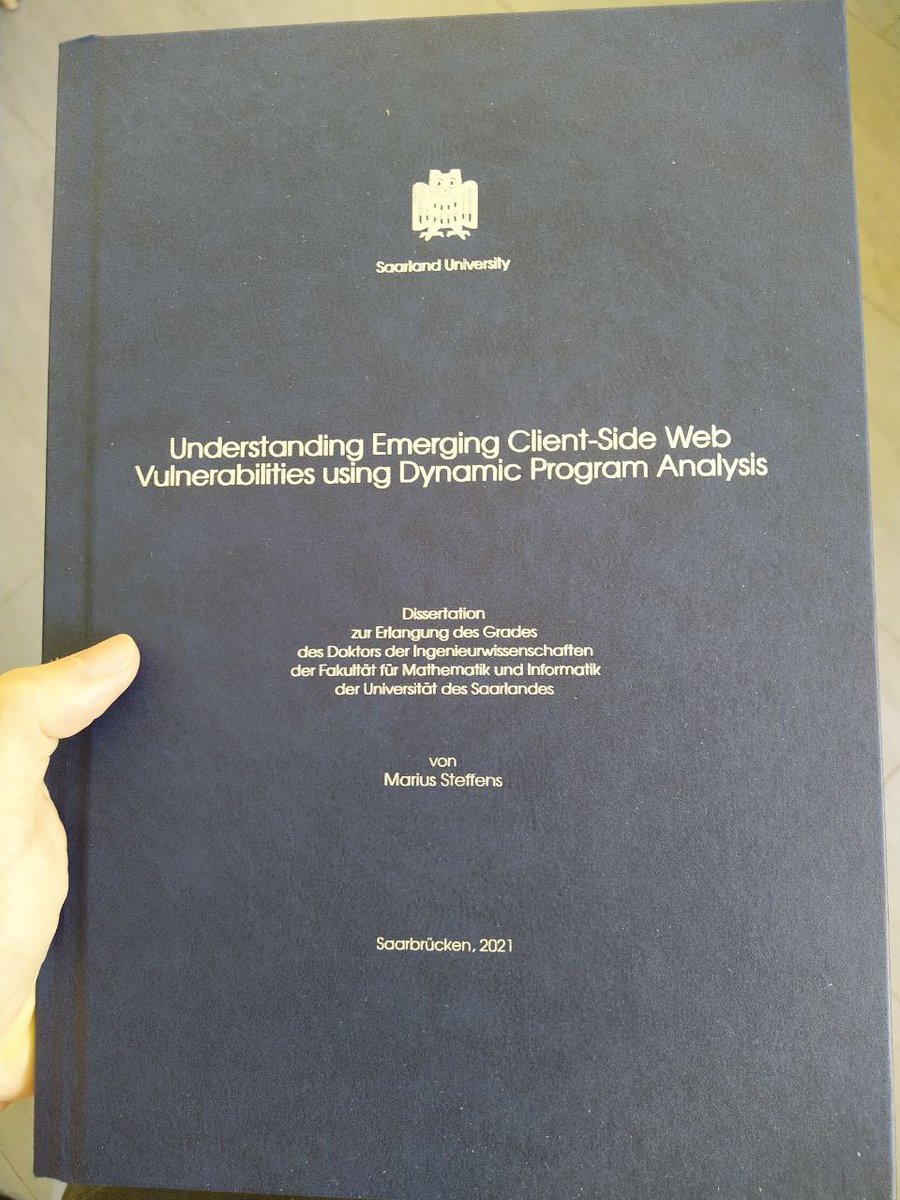 Saarland University
Understanding Emerging Client-Side Web
Vulnerabilities using Dynamic Program Analysis
Dissertation
zur Erlangung des Grades
des Doktors der Ingenieurwissenschaften
der Fakultät für Mathematik und Informatik
der Universität des Saarlandes
von
Marius Steffens
Saarbrücken, 2021